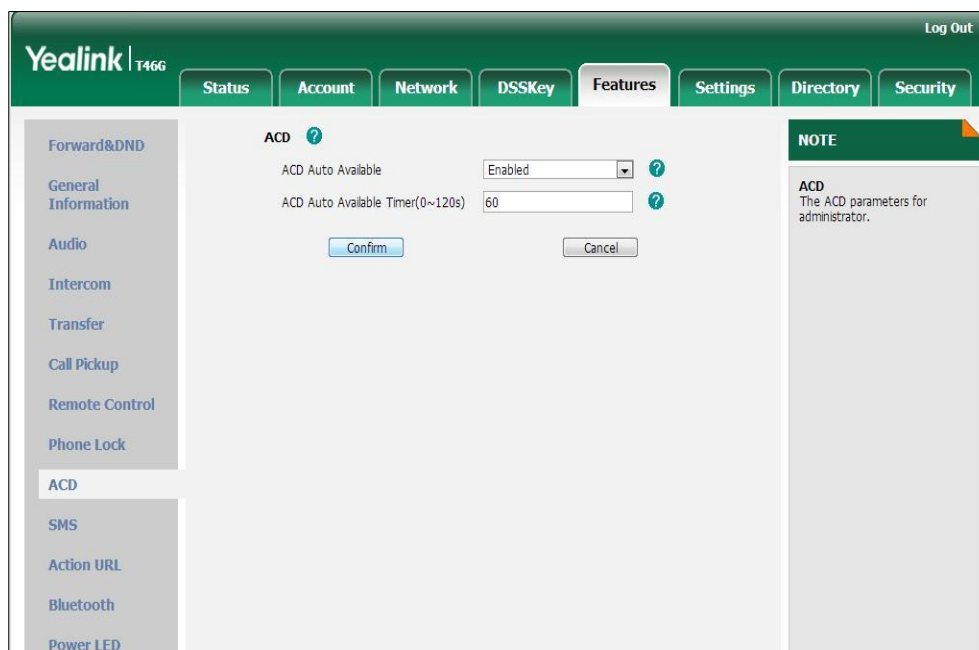 Log Out
Yealink | T46G
Status Account Network DSSKey Features Settings Directory Security
Forward&DND
General
Information
Audio
Intercom
Transfer
Call Pickup
Remote Control
Phone Lock
ACD
SMS
Action URL
Bluetooth
Power LED
ACD ?
ACD Auto Available Enabled ?
ACD Auto Available Timer(0~120s) 60 ?
Confirm Cancel
NOTE
ACD
The ACD parameters for
administrator.